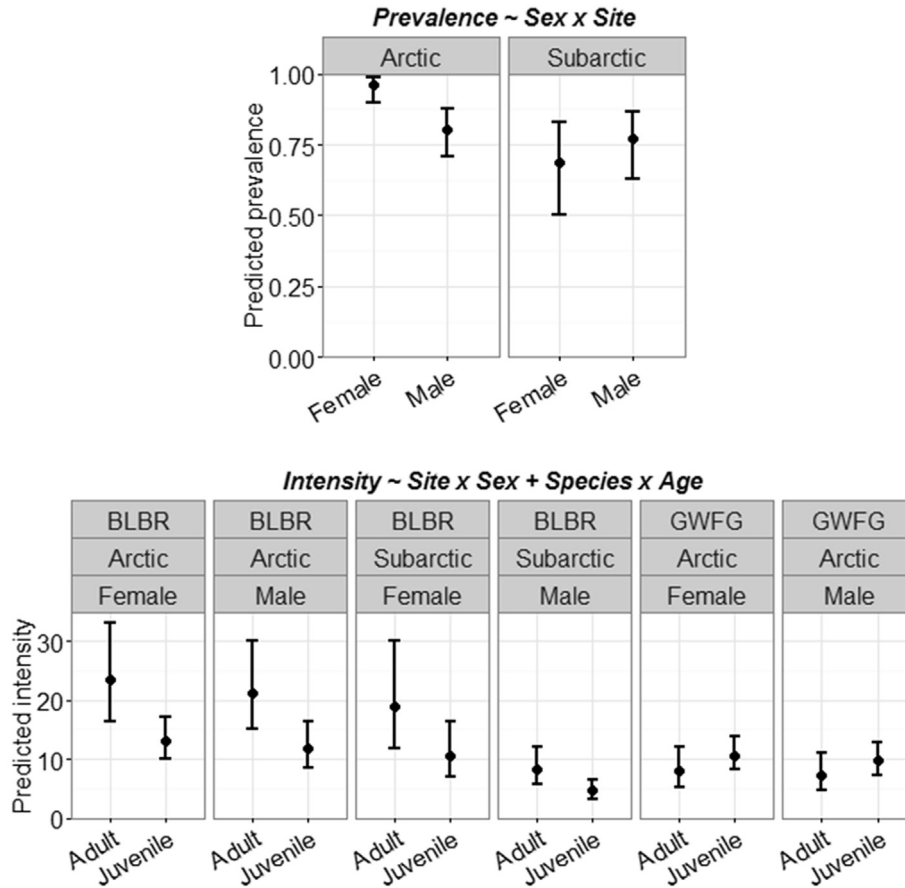 Prevalence ~ Sex x Site
Arctic
Subarctic
Predicted prevalence
1.00
0.75
0.50
0.25
0.00
Female
Male
Female
Male
Intensity ~ Site x Sex + Species x Age
BLBR
BLBR
BLBR
BLBR
GWFG
GWFG
Arctic
Arctic
Subarctic
Subarctic
Arctic
Arctic
Female
Male
Female
Male
Female
Male
Predicted intensity
30
20
10
0
Adult
Juvenile
Adult
Juvenile
Adult
Juvenile
Adult
Juvenile
Adult
Juvenile
Adult
Juvenile